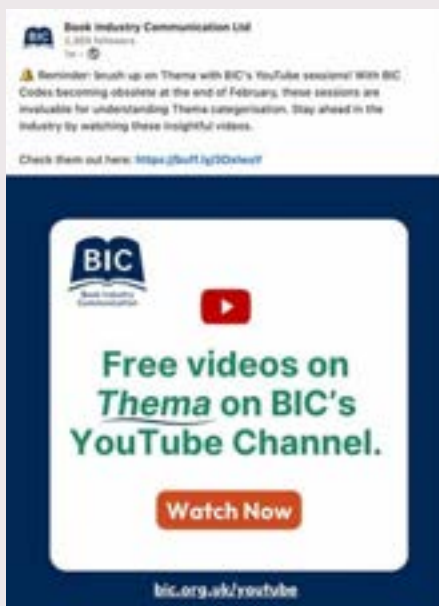 Book Industry Communication Ltd
followers
Reminder: brush up on Thema with BIC's YouTube sessions! With BIC
Codes becoming obsolete at the end of February, these sessions are
invaluable for understanding Thema categorisation. Stay ahead in the
industry by watching these insightful videos.
Check them out here:
BIC
Book Industry
Communication
Free videos on
Thema on BIC's
YouTube Channel.
Watch Now
bic.org.uk/youtube